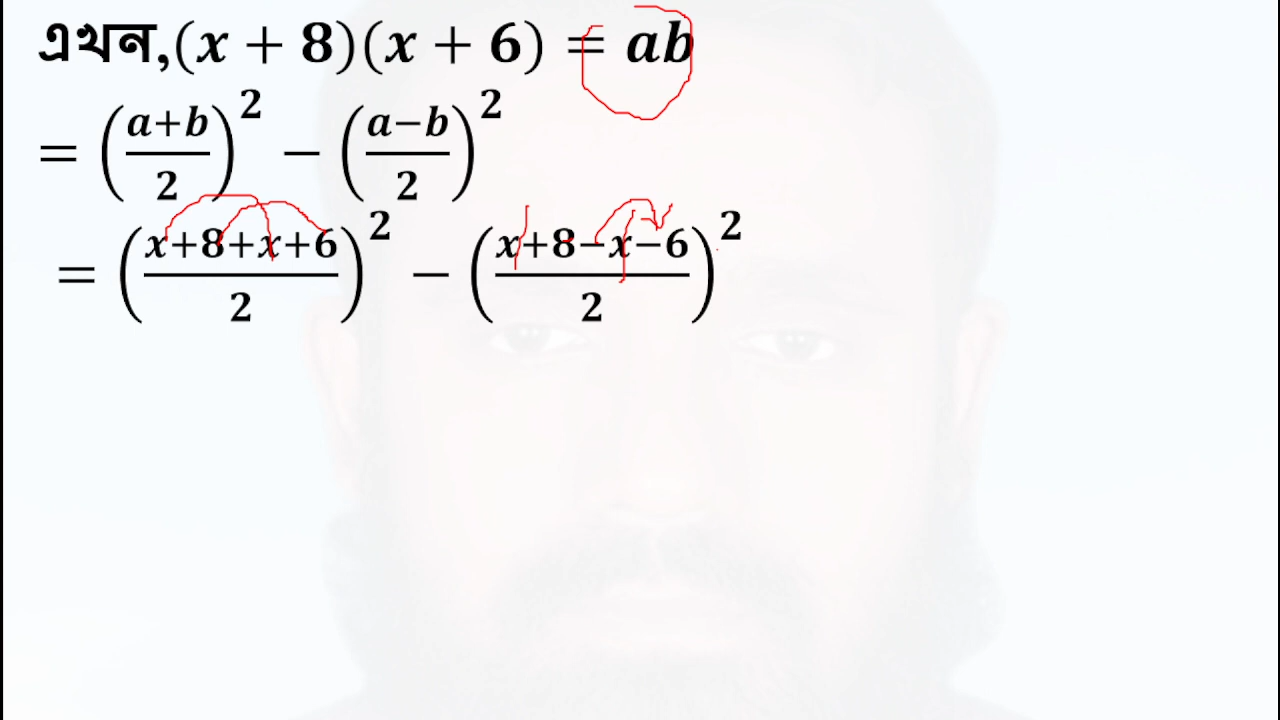 এখন,(x + 8)(x + 6) = ab
= ((a+b)/2)² − ((a−b)/2)²
= ((x+8+x+6)/2)² − ((x+8−x−6)/2)²